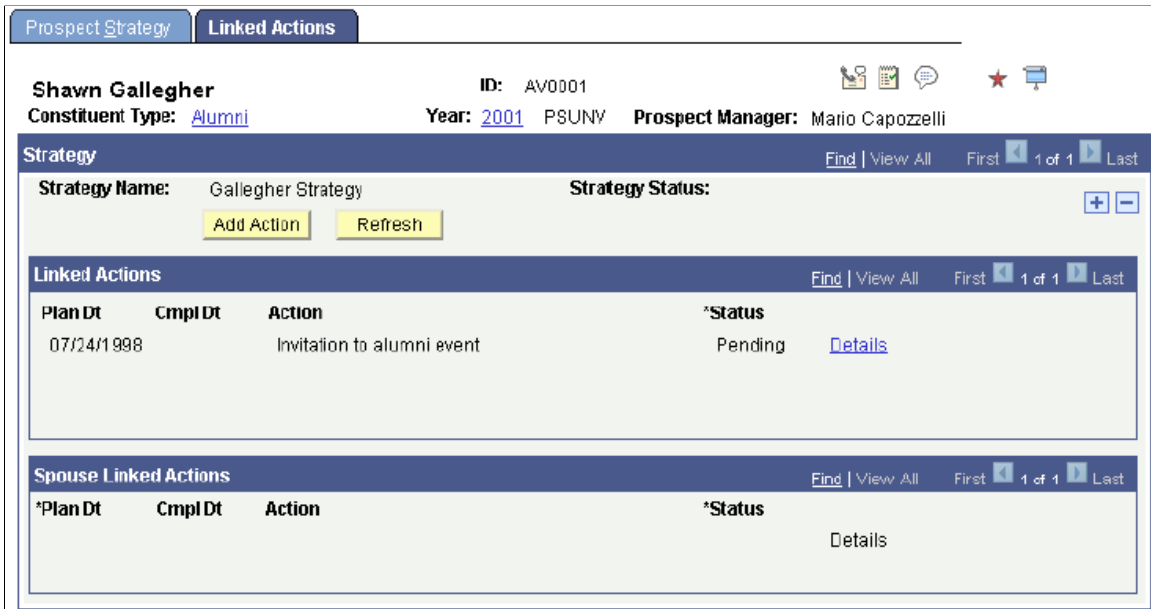 Prospect Strategy Linked Actions
Shawn Gallegher ID: AV0001
Constituent Type: Alumni Year: 2001 PSUNV Prospect Manager: Mario Capozzelli
Strategy Find | View All First 1 of 1 Last
Strategy Name: Gallegher Strategy Strategy Status:
Add Action Refresh
Linked Actions Find | View All First 1 of 1 Last
Plan Dt Cmpl Dt Action *Status
07/24/1998 Invitation to alumni event Pending Details
Spouse Linked Actions Find | View All First 1 of 1 Last
*Plan Dt Cmpl Dt Action *Status
Details